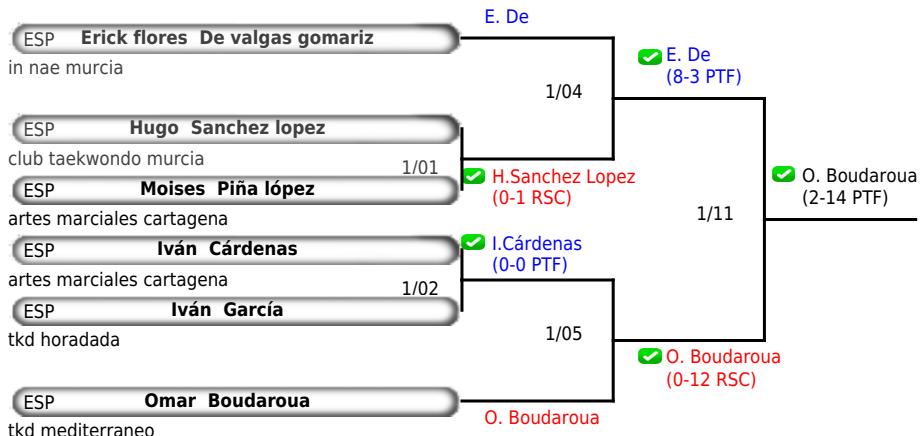 E. De
ESP Erick flores De valgas gomariz
in nae murcia
E. De
(8-3 PTF)
1/04
ESP Hugo Sanchez lopez
club taekwondo murcia
1/01
H.Sanchez Lopez
(0-1 RSC)
ESP Moises Piña lópez
artes marciales cartagena
O. Boudaroua
(2-14 PTF)
1/11
ESP Iván Cárdenas
artes marciales cartagena
I.Cárdenas
(0-0 PTF)
1/02
ESP Iván García
tkd horadada
1/05
O. Boudaroua
(0-12 RSC)
ESP Omar Boudaroua
O. Boudaroua
tkd mediterraneo